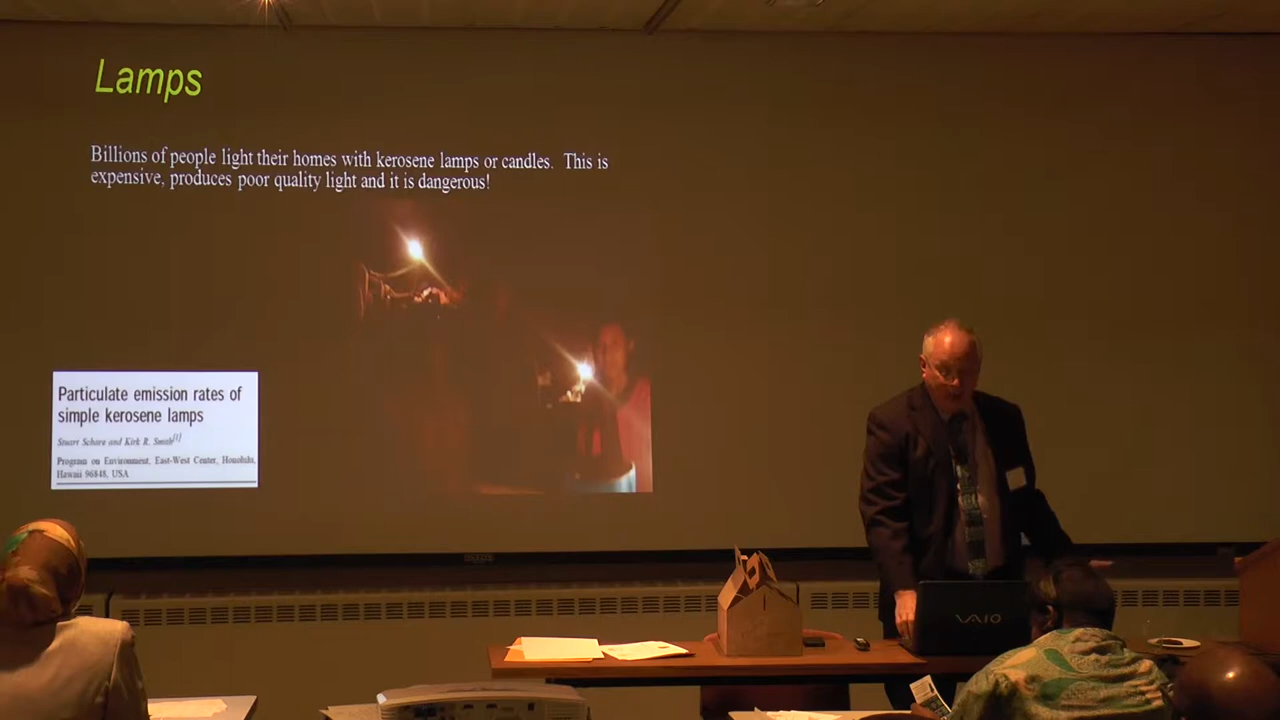 Lamps
Billions of people light their homes with kerosene lamps or candles.  This is
expensive, produces poor quality light and it is dangerous!
Particulate emission rates of
simple kerosene lamps
Stuart Schare and Kirk R. Smith[1]
Program on Environment, East-West Center, Honolulu,
Hawaii 96848, USA
VAIO